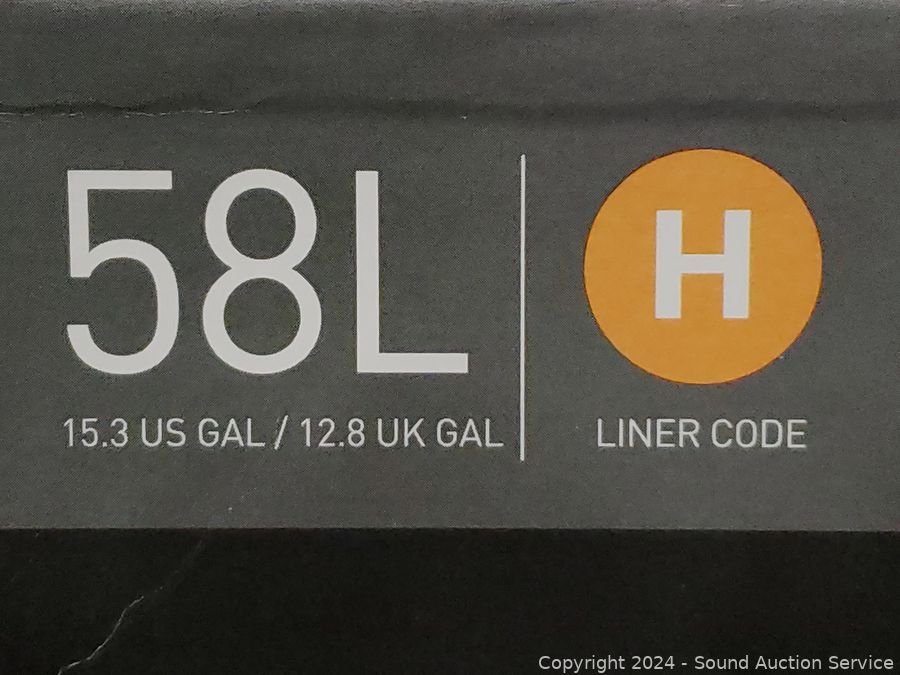 58L
15.3 US GAL / 12.8 UK GAL
H
LINER CODE
Copyright 2024 - Sound Auction Service